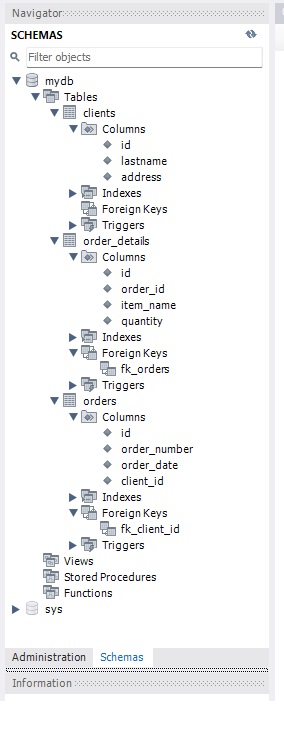 Navigator
SCHEMAS
Filter objects
mydb
Tables
clients
Columns
id
lastname
address
Indexes
Foreign Keys
Triggers
order_details
Columns
id
order_id
item_name
quantity
Indexes
Foreign Keys
fk_orders
Triggers
orders
Columns
id
order_number
order_date
client_id
Indexes
Foreign Keys
fk_client_id
Triggers
Views
Stored Procedures
Functions
sys
Administration Schemas
Information